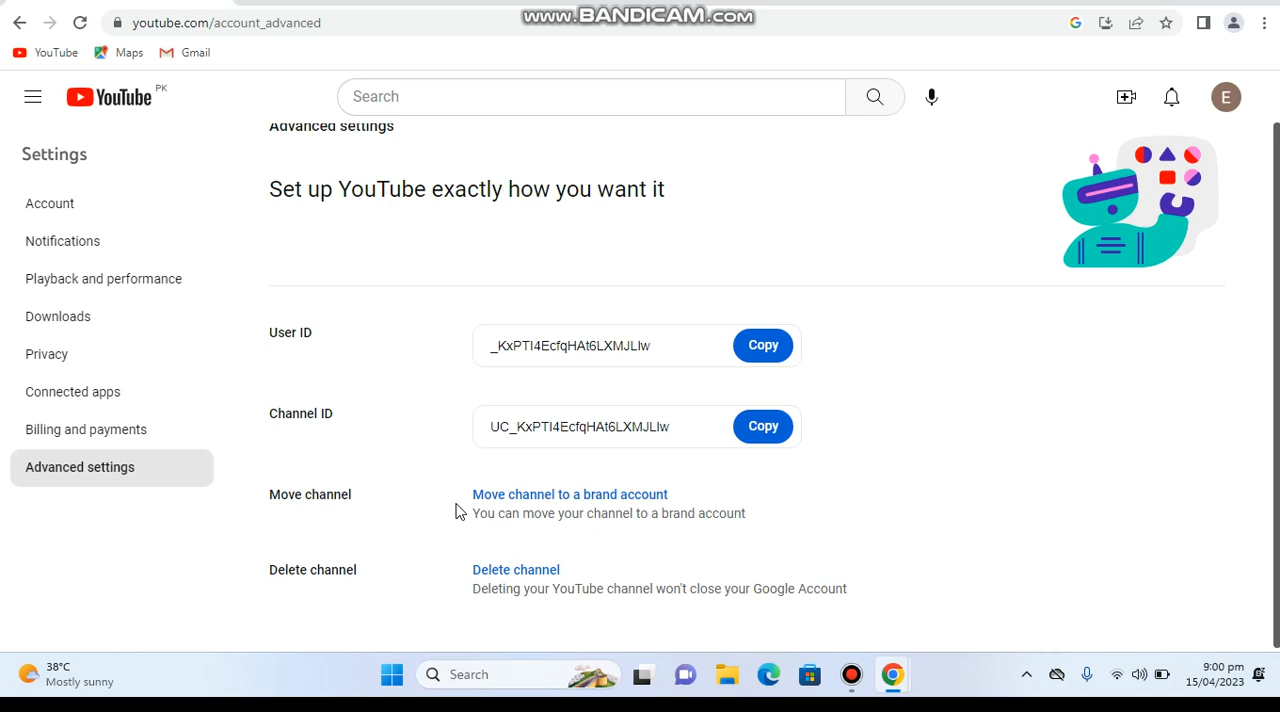 youtube.com/account_advanced
www.BANDICAM.com
YouTube Maps Gmail
YouTube PK
Search
E
Advanced settings
Settings
Set up YouTube exactly how you want it
Account
Notifications
Playback and performance
Downloads
Privacy
Connected apps
Billing and payments
Advanced settings
User ID
_KxPTI4EcfqHAt6LXMJLIw
Copy
Channel ID
UC_KxPTI4EcfqHAt6LXMJLIw
Copy
Move channel
Move channel to a brand account
You can move your channel to a brand account
Delete channel
Delete channel
Deleting your YouTube channel won't close your Google Account
38°C
Mostly sunny
Search
9:00 pm
15/04/2023